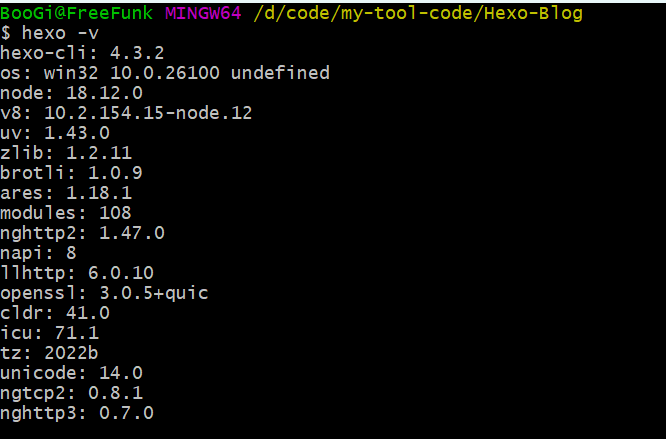 BooGi@FreeFunk MINGW64 /d/code/my-tool-code/Hexo-Blog
$ hexo -v
hexo-cli: 4.3.2
os: win32 10.0.26100 undefined
node: 18.12.0
v8: 10.2.154.15-node.12
uv: 1.43.0
zlib: 1.2.11
brotli: 1.0.9
ares: 1.18.1
modules: 108
nghttp2: 1.47.0
napi: 8
llhttp: 6.0.10
openssl: 3.0.5+quic
cldr: 41.0
icu: 71.1
tz: 2022b
unicode: 14.0
ngtcp2: 0.8.1
nghttp3: 0.7.0